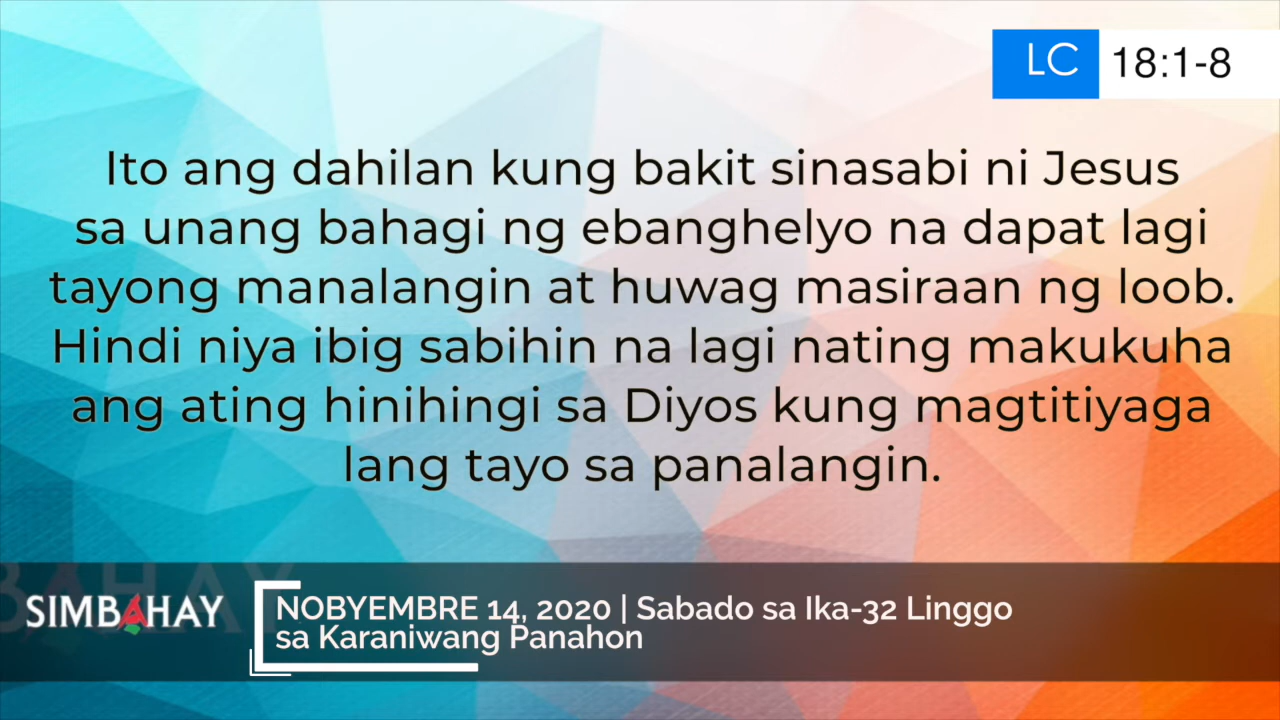 LC 18:1-8
Ito ang dahilan kung bakit sinasabi ni Jesus
sa unang bahagi ng ebanghelyo na dapat lagi
tayong manalangin at huwag masiraan ng loob.
Hindi niya ibig sabihin na lagi nating makukuha
ang ating hinihingi sa Diyos kung magtitiyaga
lang tayo sa panalangin.
SIMBAHAY
NOBYEMBRE 14, 2020 | Sabado sa Ika-32 Linggo
sa Karaniwang Panahon